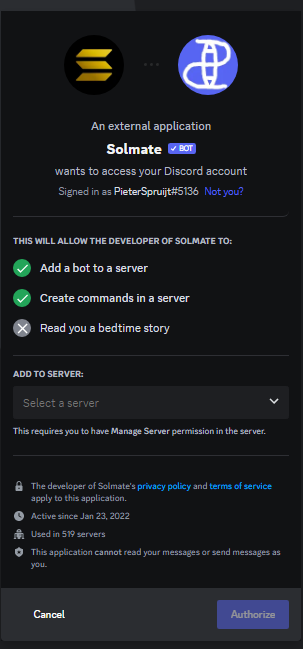 An external application
Solmate ✓ BOT
wants to access your Discord account
Signed in as PieterSpruijt#5136 Not you?
THIS WILL ALLOW THE DEVELOPER OF SOLMATE TO:
Add a bot to a server
Create commands in a server
Read you a bedtime story
ADD TO SERVER:
Select a server
This requires you to have Manage Server permission in the server.
The developer of Solmate's privacy policy and terms of service
apply to this application.
Active since Jan 23, 2022
Used in 519 servers
This application cannot read your messages or send messages as
you.
Cancel
Authorize